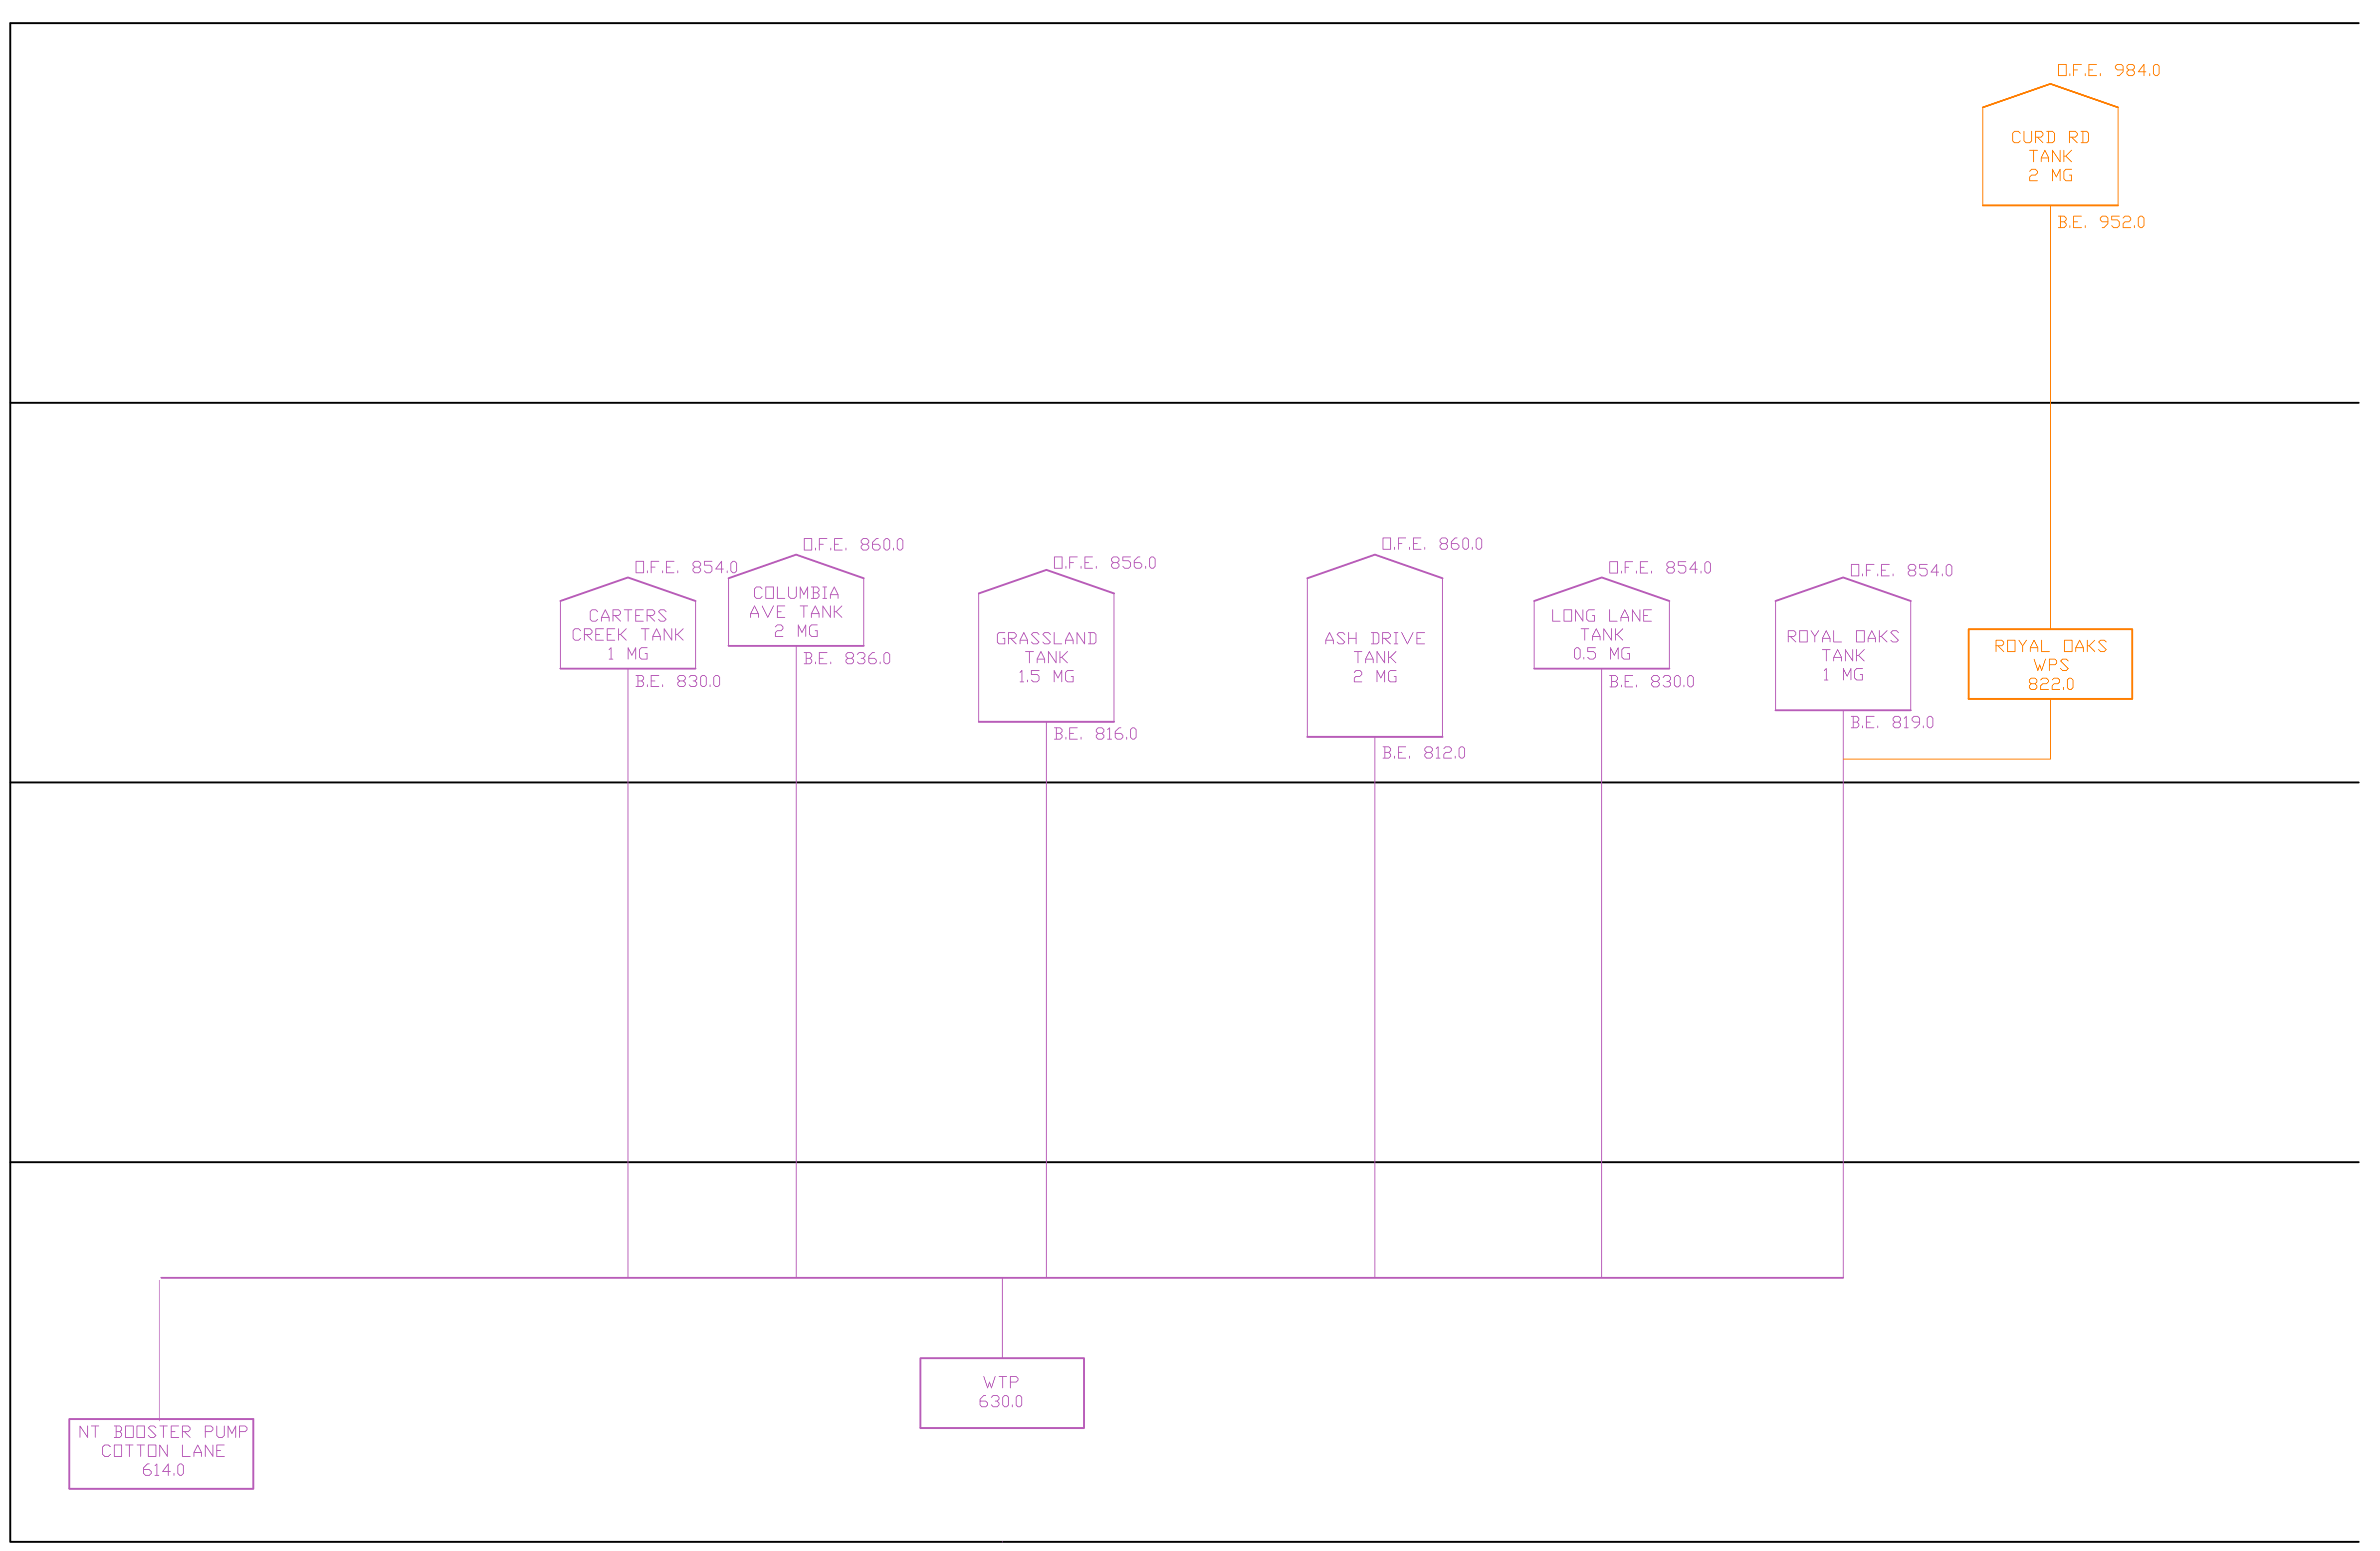 O.F.E. 984.0
CURD RD
TANK
2 MG
B.E. 952.0
O.F.E. 854.0
CARTERS
CREEK TANK
1 MG
B.E. 830.0
O.F.E. 860.0
COLUMBIA
AVE TANK
2 MG
B.E. 836.0
O.F.E. 856.0
GRASSLAND
TANK
1.5 MG
B.E. 816.0
O.F.E. 860.0
ASH DRIVE
TANK
2 MG
B.E. 812.0
O.F.E. 854.0
LONG LANE
TANK
0.5 MG
B.E. 830.0
O.F.E. 854.0
ROYAL OAKS
TANK
1 MG
B.E. 819.0
ROYAL OAKS
WPS
822.0
WTP
630.0
NT BOOSTER PUMP
COTTON LANE
614.0